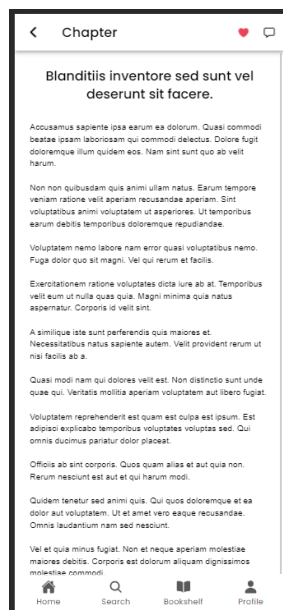 Chapter
Blanditiis inventore sed sunt vel
deserunt sit facere.
Accusamus sapiente ipsa earum ea dolorum. Quasi commodi
beatae ipsam laboriosam qui commodi delectus. Dolore fugit
doloremque illum quidem eos. Nam sint sunt quo ab velit
harum.
Non non quibusdam quis animi ullam natus. Earum tempore
veniam ratione velit aperiam recusandae aperiam. Sint
voluptatibus animi voluptatem ut asperiores. Ut temporibus
earum debitis temporibus doloremque repudiandae.
Voluptatem nemo labore nam error quasi voluptatibus nemo.
Fuga dolor quo sit magni. Vel qui rerum et facilis.
Exercitationem ratione voluptates dicta iure ab at. Temporibus
velit eum ut nulla quas quia. Magni minima quia natus
aspernatur. Corporis id velit sint.
A similique iste sunt perferendis quis maiores et.
Necessitatibus natus sapiente autem. Velit provident rerum ut
nisi facilis ab a.
Quasi modi nam qui dolores velit est. Non distinctio sunt unde
quae qui. Veritatis mollitia aperiam voluptatem aut libero fugiat.
Voluptatem reprehenderit est quam est culpa est ipsum. Est
adipisci explicabo temporibus voluptates voluptas sed. Qui
omnis ducimus pariatur dolor placeat.
Officiis ab sint corporis. Quos quam alias et aut quia non.
Rerum nesciunt est aut et qui harum modi.
Quidem tenetur sed animi quis. Qui quos doloremque et ea
dolor aut voluptatem. Ut et amet vero eaque recusandae.
Omnis laudantium nam sed nesciunt.
Vel et quia minus fugiat. Non et neque aperiam molestiae
maiores debitis. Corporis est dolorum aliquam dignissimos
molestiae commodi.
Home
Search
Bookshelf
Profile